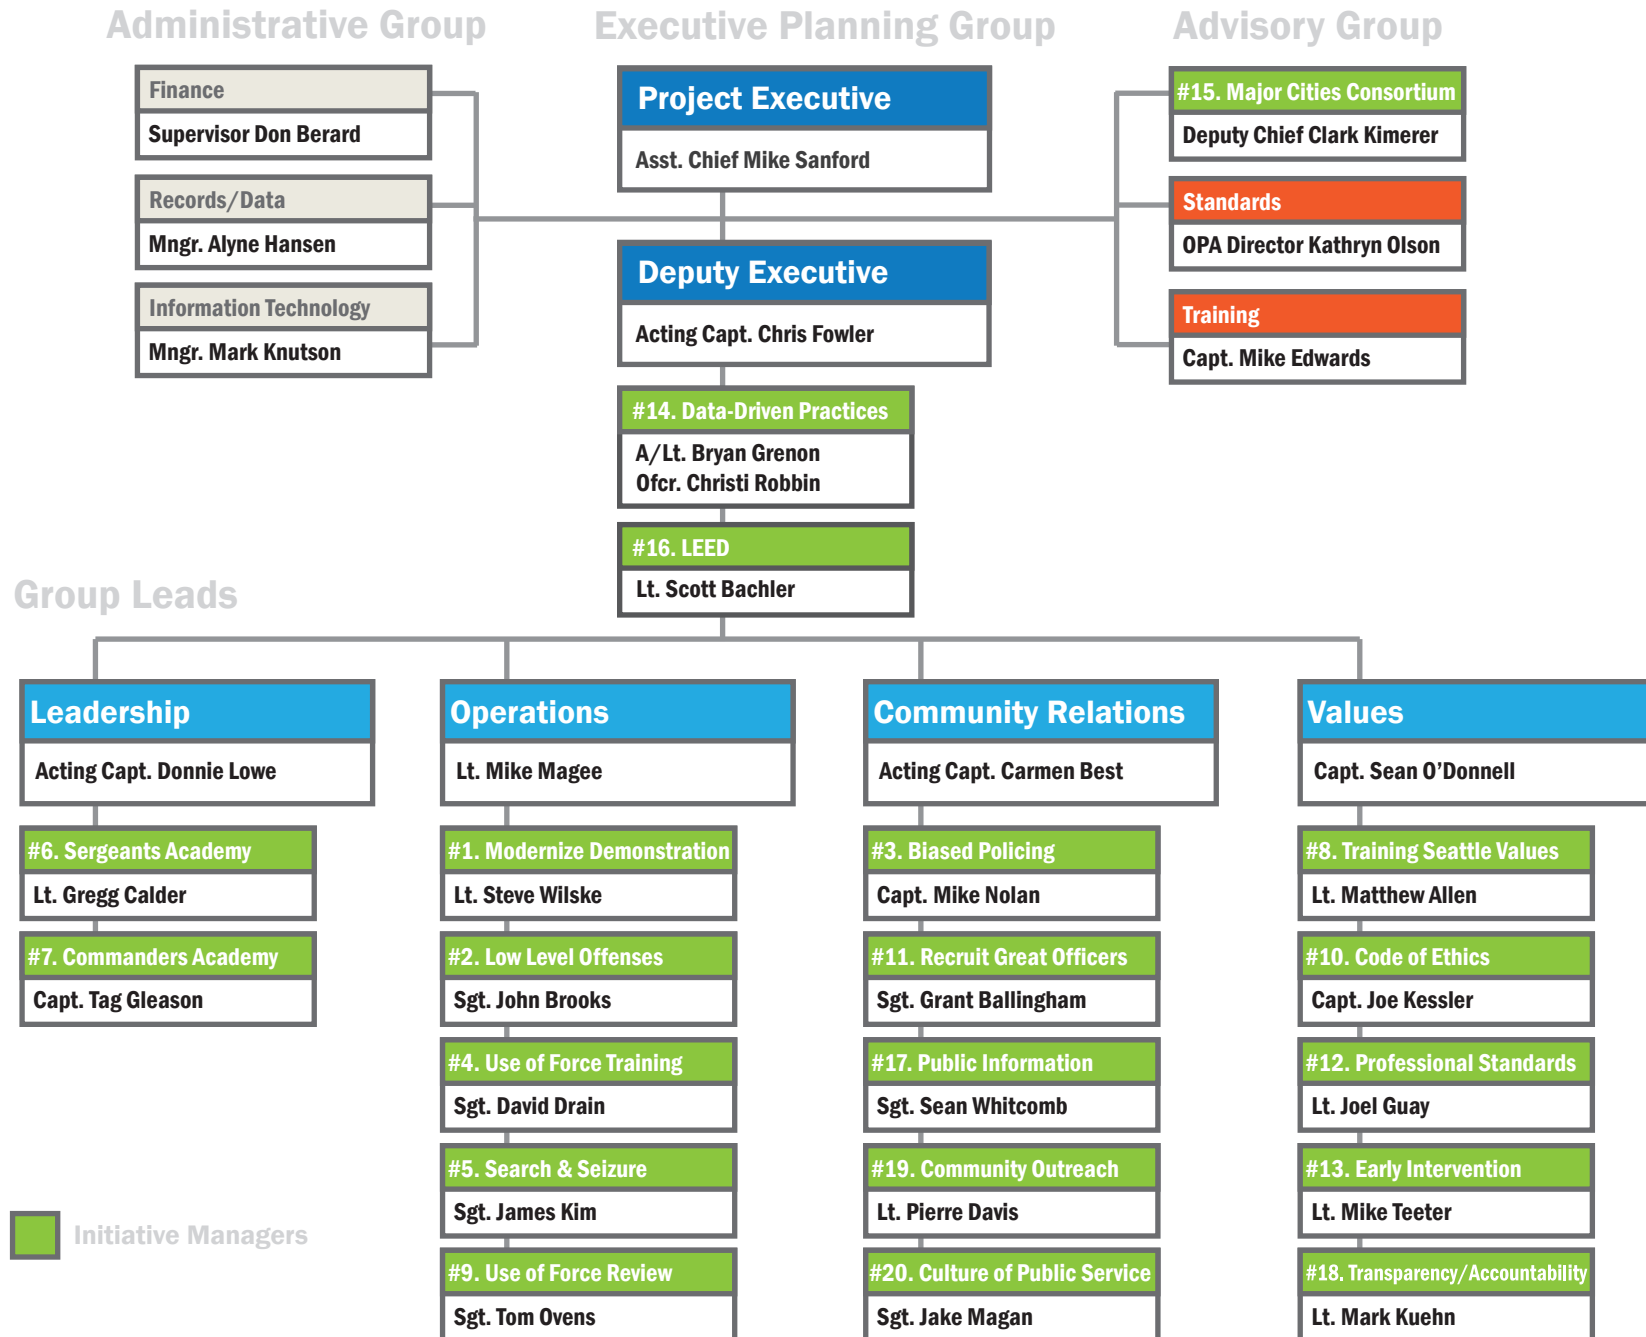 Administrative Group
Finance
Supervisor Don Berard
Records/Data
Mngr. Alyne Hansen
Information Technology
Mngr. Mark Knutson
Executive Planning Group
Project Executive
Asst. Chief Mike Sanford
Deputy Executive
Acting Capt. Chris Fowler
#14. Data-Driven Practices
A/Lt. Bryan Grenon
Ofcr. Christi Robbin
#16. LEED
Lt. Scott Bachler
Advisory Group
#15. Major Cities Consortium
Deputy Chief Clark Kimerer
Standards
OPA Director Kathryn Olson
Training
Capt. Mike Edwards
Group Leads
Leadership
Acting Capt. Donnie Lowe
#6. Sergeants Academy
Lt. Gregg Calder
#7. Commanders Academy
Capt. Tag Gleason
Operations
Lt. Mike Magee
#1. Modernize Demonstration
Lt. Steve Wilske
#2. Low Level Offenses
Sgt. John Brooks
#4. Use of Force Training
Sgt. David Drain
#5. Search & Seizure
Sgt. James Kim
#9. Use of Force Review
Sgt. Tom Ovens
Community Relations
Acting Capt. Carmen Best
#3. Biased Policing
Capt. Mike Nolan
#11. Recruit Great Officers
Sgt. Grant Ballingham
#17. Public Information
Sgt. Sean Whitcomb
#19. Community Outreach
Lt. Pierre Davis
#20. Culture of Public Service
Sgt. Jake Magan
Values
Capt. Sean O’Donnell
#8. Training Seattle Values
Lt. Matthew Allen
#10. Code of Ethics
Capt. Joe Kessler
#12. Professional Standards
Lt. Joel Guay
#13. Early Intervention
Lt. Mike Teeter
#18. Transparency/Accountability
Lt. Mark Kuehn
Initiative Managers